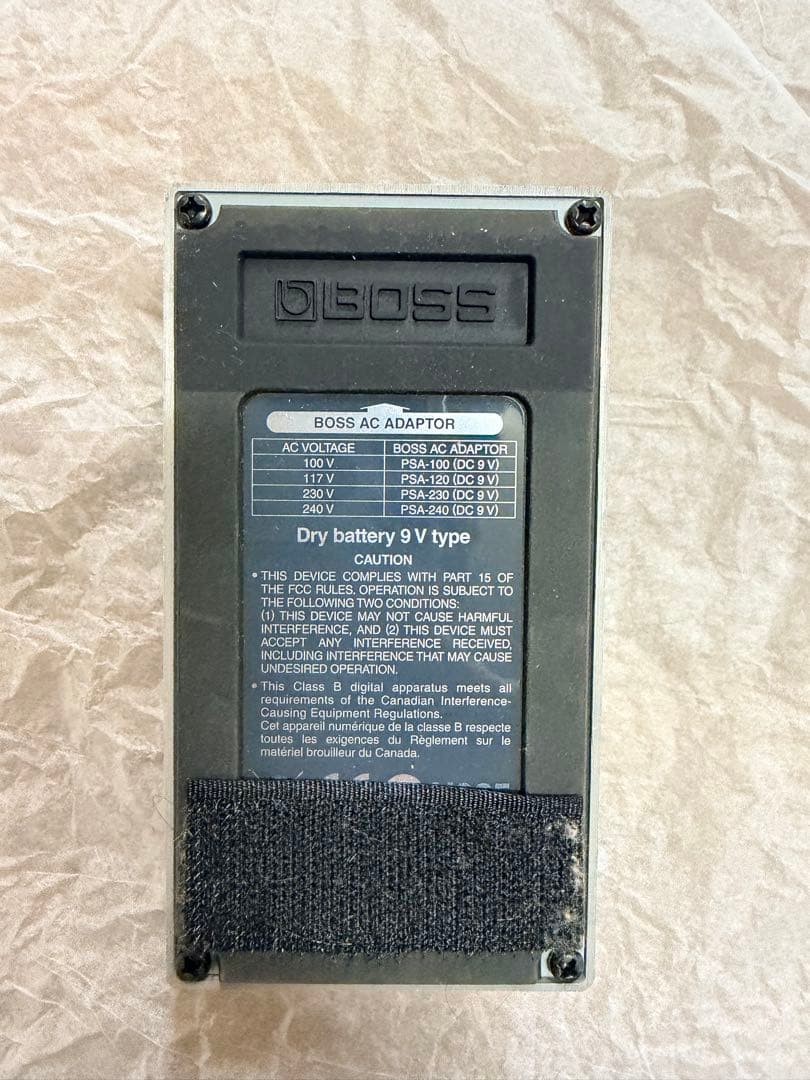 BOSS
BOSS AC ADAPTOR
AC VOLTAGE BOSS AC ADAPTOR
100 V PSA-100 (DC 9 V)
117 V PSA-120 (DC 9 V)
230 V PSA-230 (DC 9 V)
240 V PSA-240 (DC 9 V)
Dry battery 9 V type
CAUTION
• THIS DEVICE COMPLIES WITH PART 15 OF
THE FCC RULES. OPERATION IS SUBJECT TO
THE FOLLOWING TWO CONDITIONS:
(1) THIS DEVICE MAY NOT CAUSE HARMFUL
INTERFERENCE, AND (2) THIS DEVICE MUST
ACCEPT ANY INTERFERENCE RECEIVED,
INCLUDING INTERFERENCE THAT MAY CAUSE
UNDESIRED OPERATION.
• This Class B digital apparatus meets all
requirements of the Canadian Interference-
Causing Equipment Regulations.
Cet appareil numérique de la classe B respecte
toutes les exigences du Règlement sur le
matériel brouilleur du Canada.